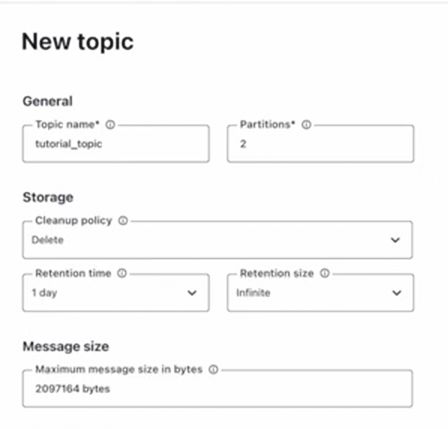 New topic
General
Topic name* Partitions*
tutorial_topic 2
Storage
Cleanup policy
Delete
Retention time Retention size
1 day Infinite
Message size
Maximum message size in bytes
2097164 bytes